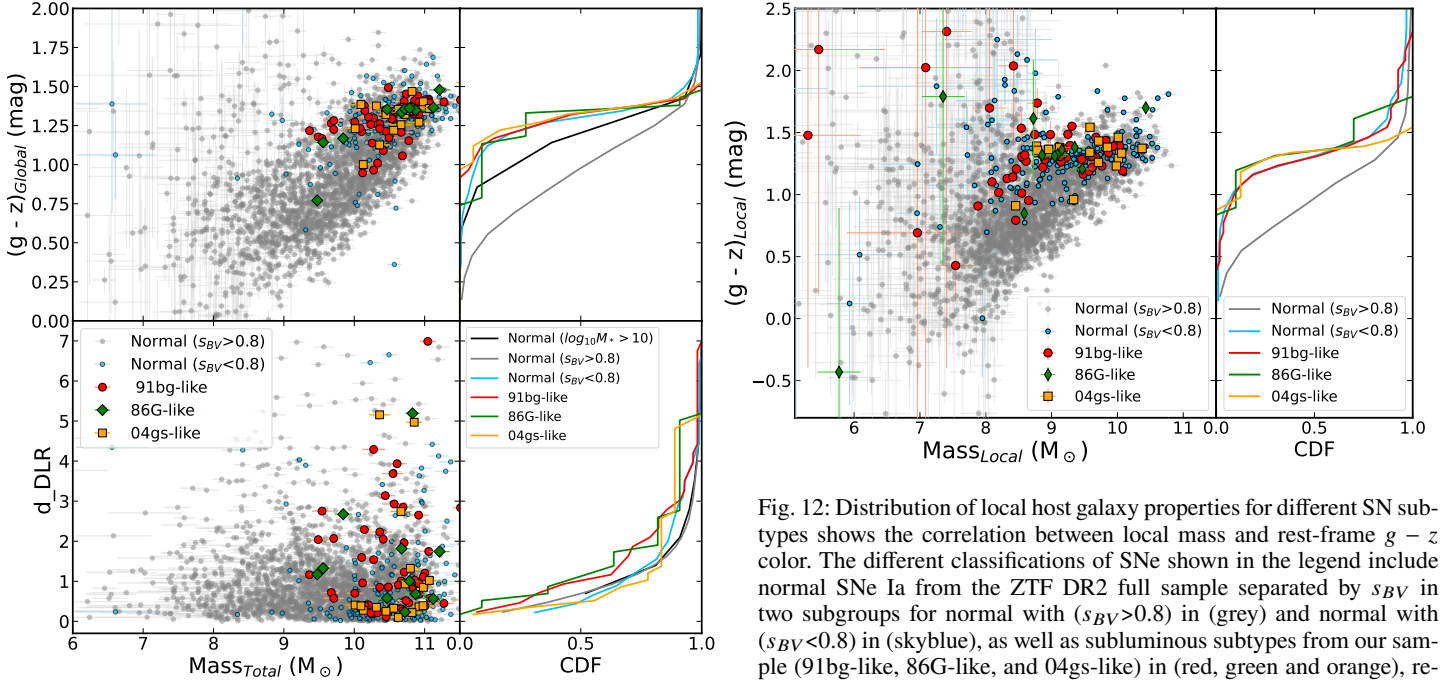 2.00
1.75
1.50
1.25
1.00
0.75
0.50
0.25
0.00
(g - z)Global (mag)
7
6
5
4
3
2
1
0
d_DLR
Normal (sBV>0.8)
Normal (sBV<0.8)
91bg-like
86G-like
04gs-like
6 7 8 9 10 11
MassTotal (M⊙)
Normal (log10M* > 10)
Normal (sBV>0.8)
Normal (sBV<0.8)
91bg-like
86G-like
04gs-like
0.0 0.5 1.0
CDF
2.5
2.0
1.5
1.0
0.5
0.0
−0.5
(g - z)Local (mag)
Normal (sBV>0.8)
Normal (sBV<0.8)
91bg-like
86G-like
04gs-like
6 7 8 9 10 11
MassLocal (M⊙)
Normal (sBV>0.8)
Normal (sBV<0.8)
91bg-like
86G-like
04gs-like
0.0 0.5 1.0
CDF
Fig. 12: Distribution of local host galaxy properties for different SN sub-
types shows the correlation between local mass and rest-frame g − z
color. The different classifications of SNe shown in the legend include
normal SNe Ia from the ZTF DR2 full sample separated by sBV in
two subgroups for normal with (sBV>0.8) in (grey) and normal with
(sBV<0.8) in (skyblue), as well as subluminous subtypes from our sam-
ple (91bg-like, 86G-like, and 04gs-like) in (red, green and orange), re-